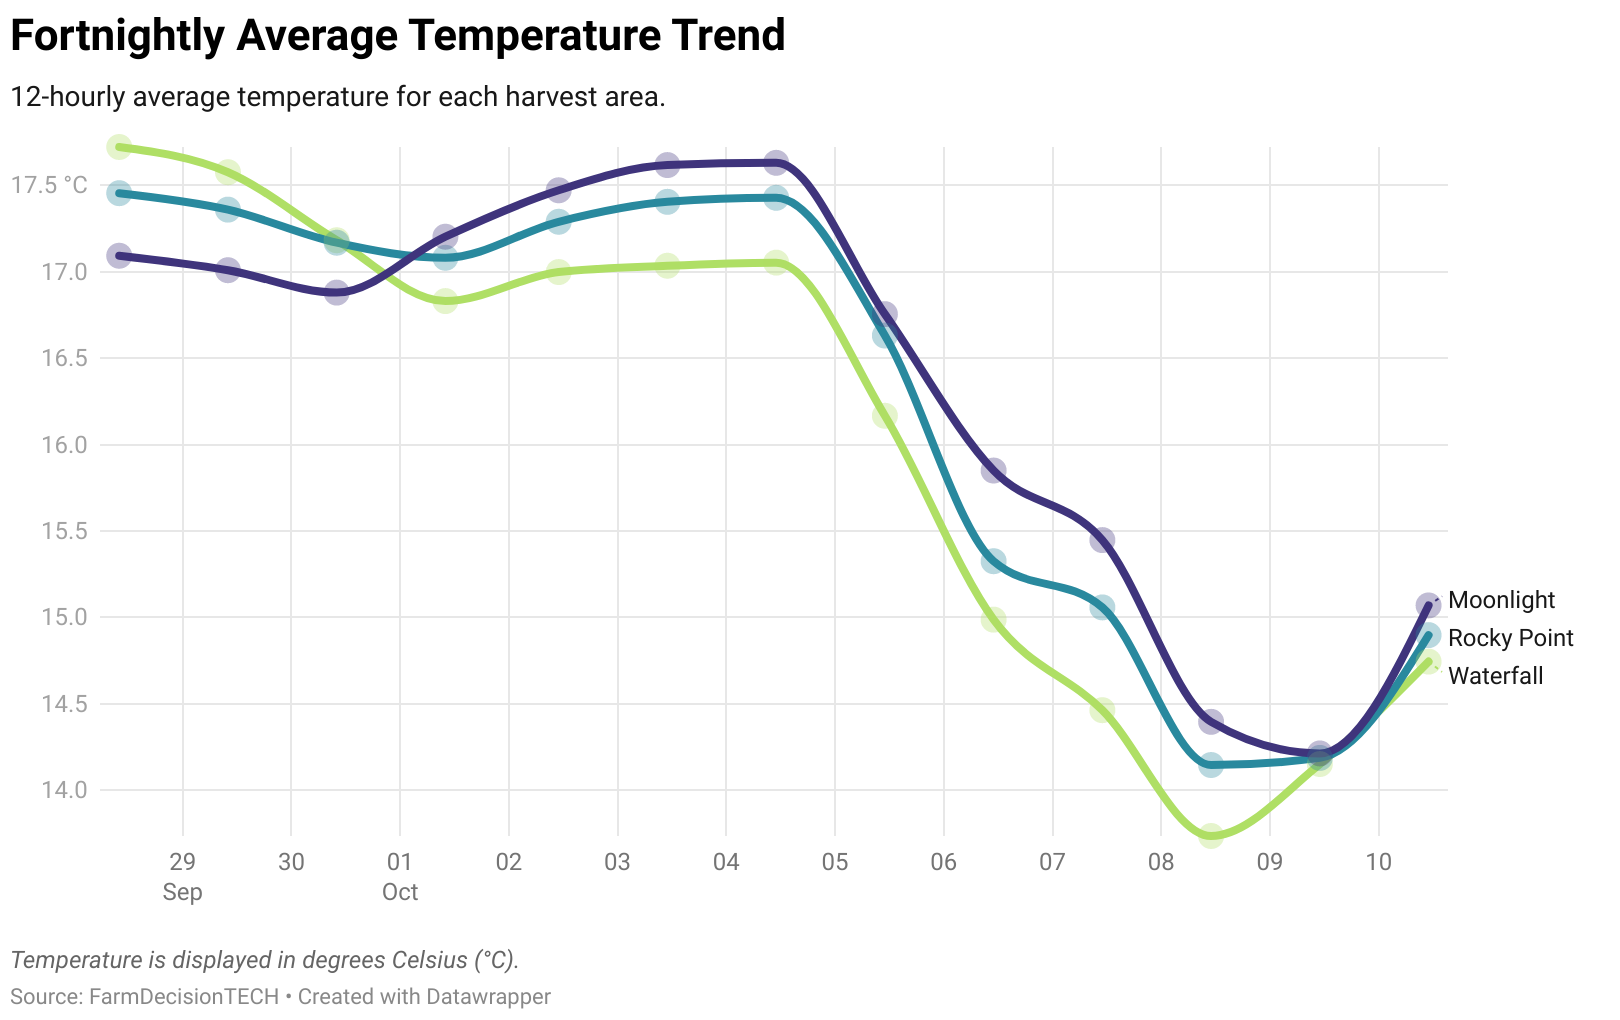 Fortnightly Average Temperature Trend
12-hourly average temperature for each harvest area.
17.5 °C
17.0
16.5
16.0
15.5
15.0
14.5
14.0
Moonlight
Rocky Point
Waterfall
29 30 01 02 03 04 05 06 07 08 09 10
Sep Oct
Temperature is displayed in degrees Celsius (°C).
Source: FarmDecisionTECH • Created with Datawrapper